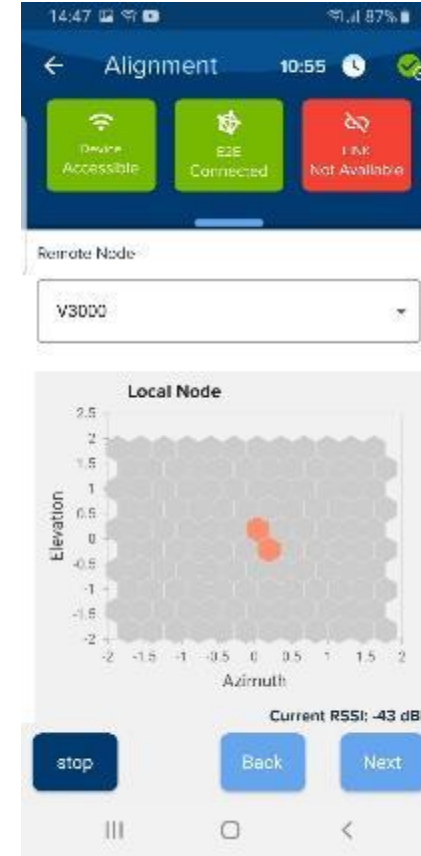 14:47 87%
Alignment 10:55
Device
Accessible
E2E
Connected
LINK
Not Available
Remote Node
V3000
Local Node
2.5
2
1.5
1
0.5
0
-0.5
-1
-1.5
-2
Elevation
-2 -1.5 -1 -0.5 0 0.5 1 1.5 2
Azimuth
Current RSSI: -43 dB
stop Back Next